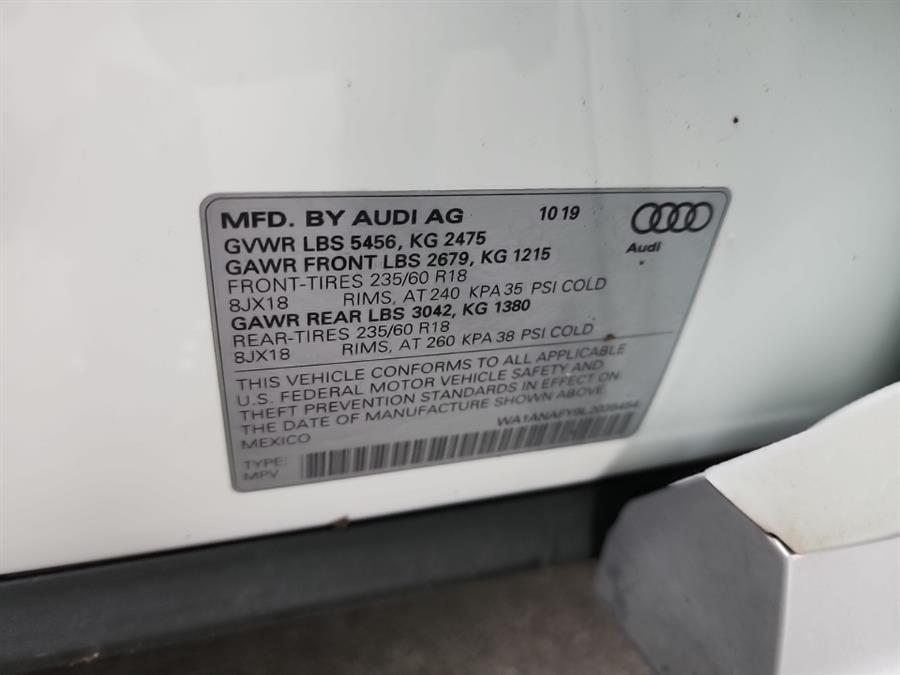 MFD. BY AUDI AG 10 19
GVWR LBS 5456, KG 2475
GAWR FRONT LBS 2679, KG 1215
FRONT-TIRES 235/60 R18
8JX18 RIMS, AT 240 KPA 35 PSI COLD
GAWR REAR LBS 3042, KG 1380
REAR-TIRES 235/60 R18
8JX18 RIMS, AT 260 KPA 38 PSI COLD
Audi
THIS VEHICLE CONFORMS TO ALL APPLICABLE
U.S. FEDERAL MOTOR VEHICLE SAFETY AND
THEFT PREVENTION STANDARDS IN EFFECT ON
THE DATE OF MANUFACTURE SHOWN ABOVE.
MEXICO
TYPE:
MPV